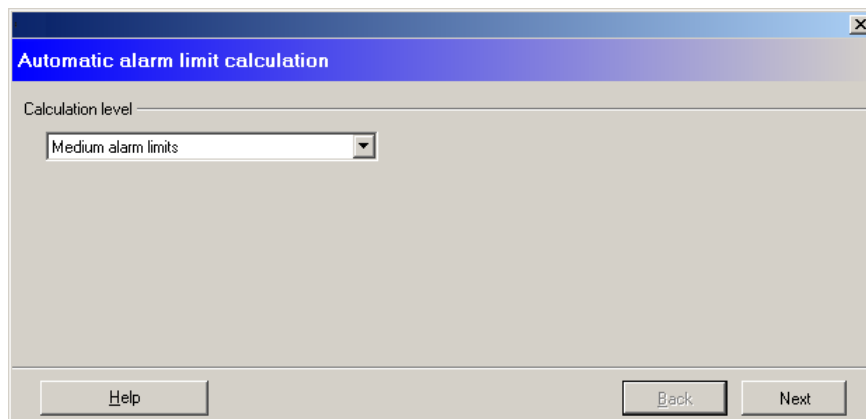 Automatic alarm limit calculation
Calculation level
Medium alarm limits
Help
Back
Next